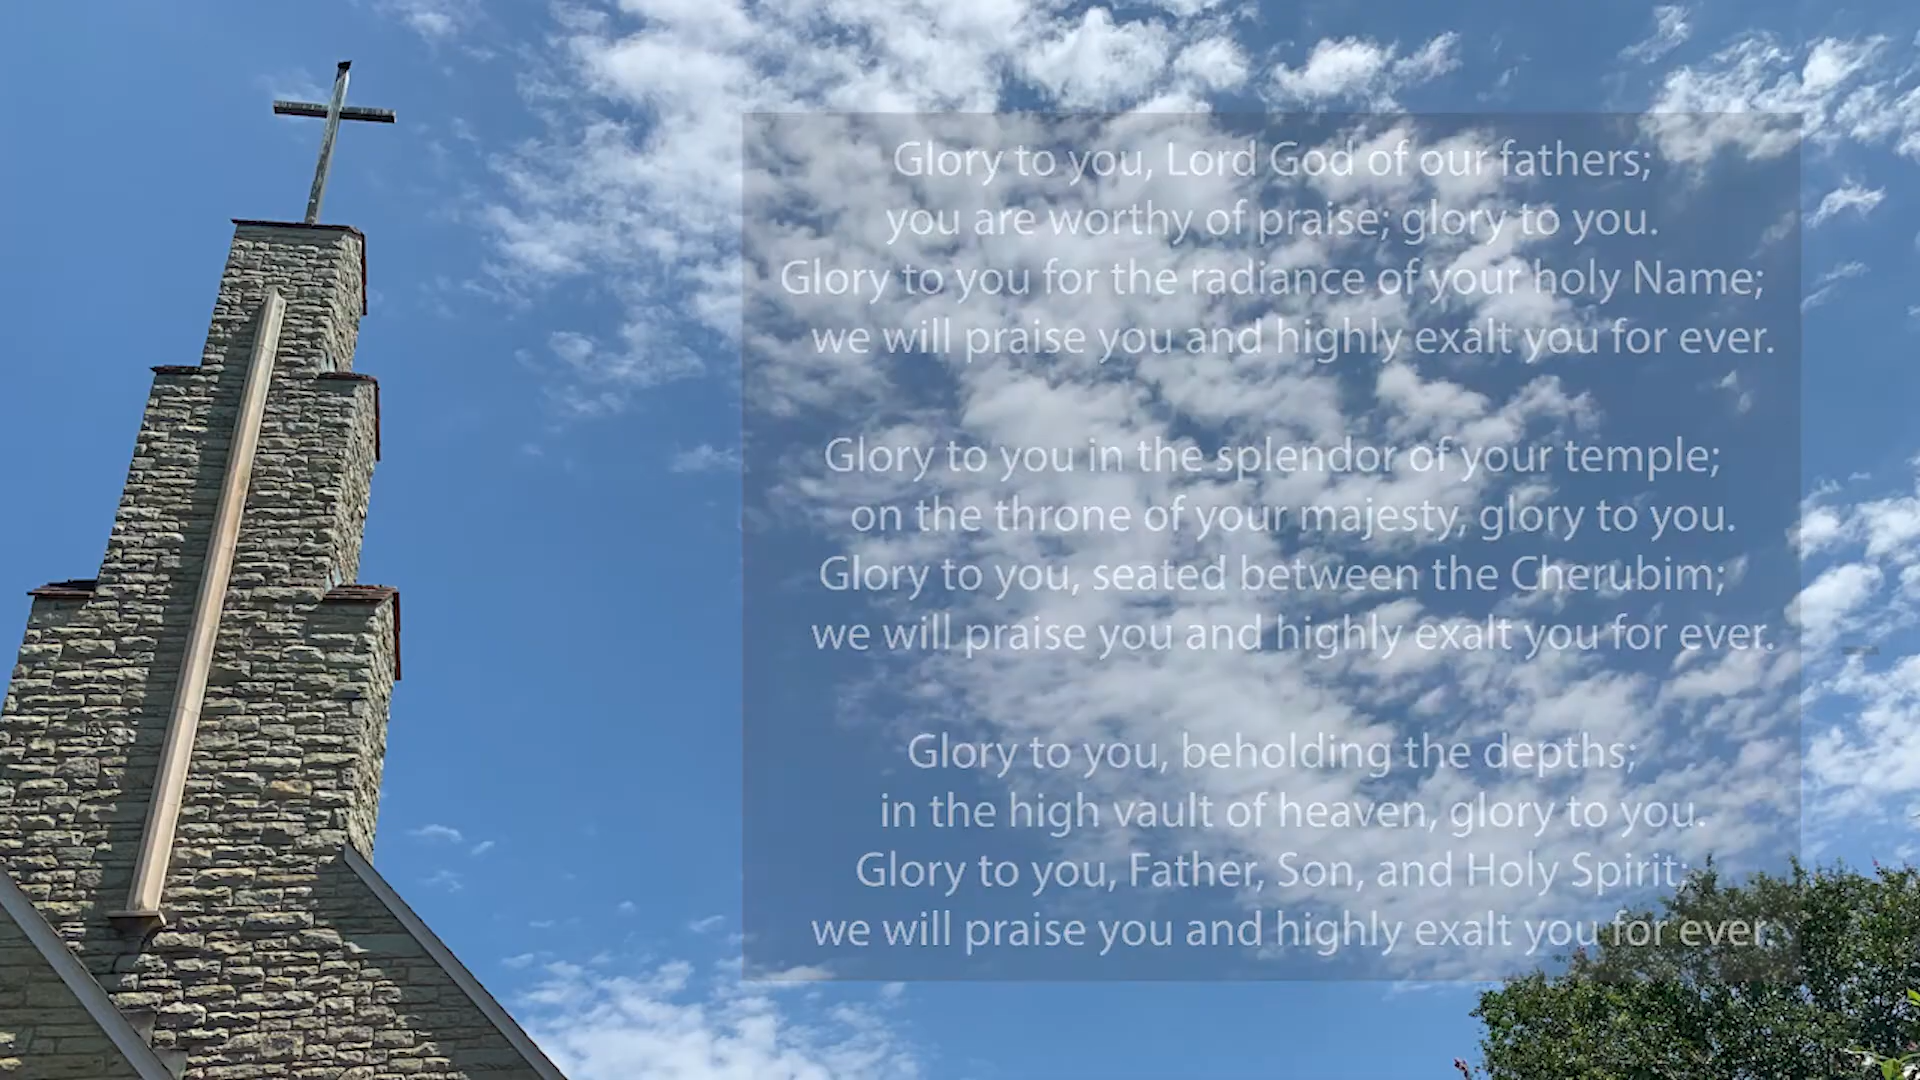 Glory to you, Lord God of our fathers;
you are worthy of praise; glory to you.
Glory to you for the radiance of your holy Name;
we will praise you and highly exalt you for ever.
Glory to you in the splendor of your temple;
on the throne of your majesty, glory to you.
Glory to you, seated between the Cherubim;
we will praise you and highly exalt you for ever.
Glory to you, beholding the depths;
in the high vault of heaven, glory to you.
Glory to you, Father, Son, and Holy Spirit;
we will praise you and highly exalt you for ever.